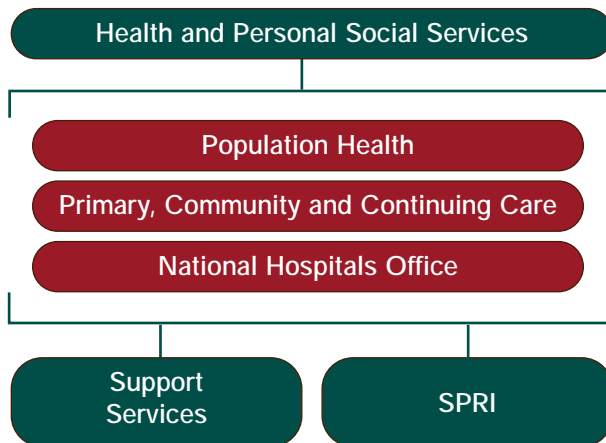 Health and Personal Social Services
Population Health
Primary, Community and Continuing Care
National Hospitals Office
Support
Services
SPRI